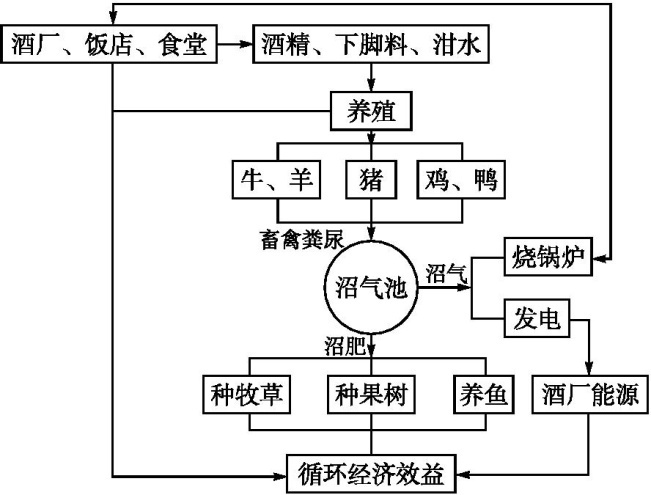 酒厂、饭店、食堂
酒精、下脚料、泔水
养殖
牛、羊
猪
鸡、鸭
畜禽粪尿
沼气池
沼气
烧锅炉
发电
沼肥
种牧草
种果树
养鱼
酒厂能源
循环经济效益